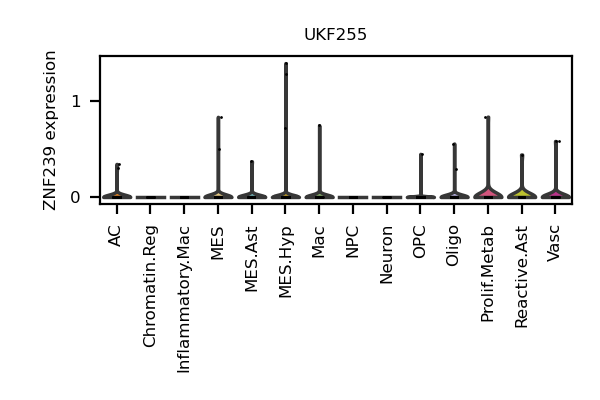 UKF255
ZNF239 expression
1
0
AC
Chromatin.Reg
Inflammatory.Mac
MES
MES.Ast
MES.Hyp
Mac
NPC
Neuron
OPC
Oligo
Prolif.Metab
Reactive.Ast
Vasc